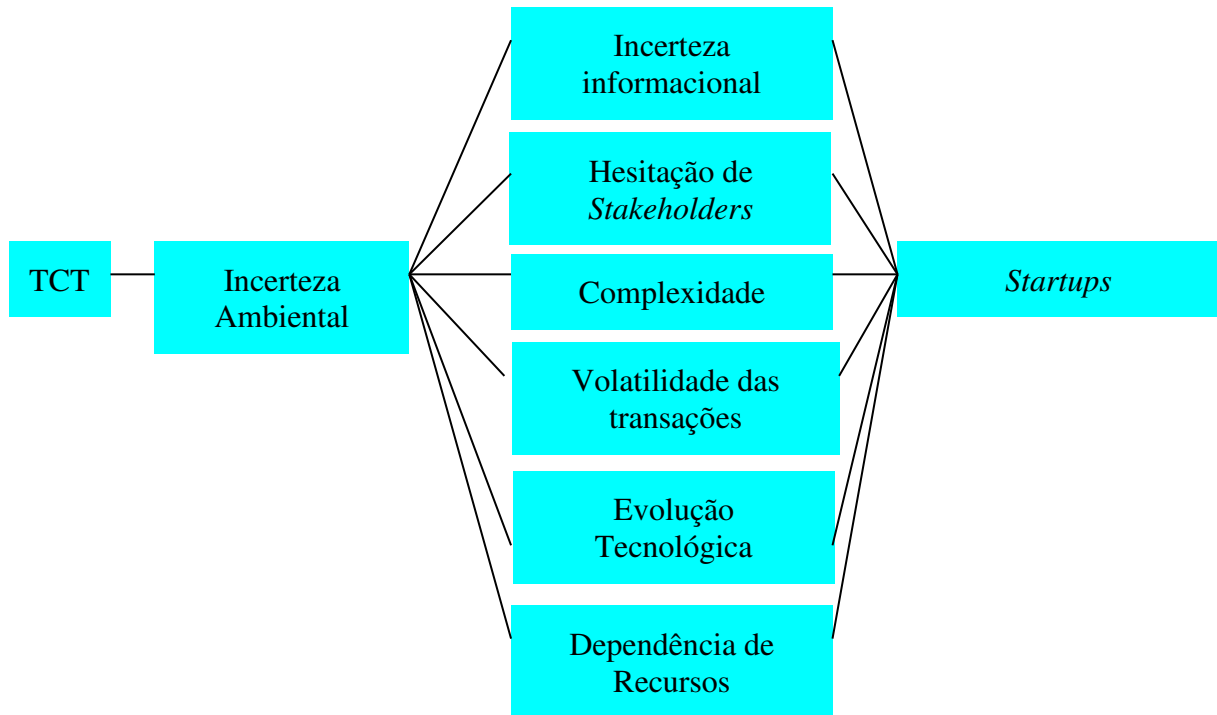 TCT
Incerteza
Ambiental
Incerteza
informacional
Hesitação de
Stakeholders
Complexidade
Volatilidade das
transações
Evolução
Tecnológica
Dependência de
Recursos
Startups